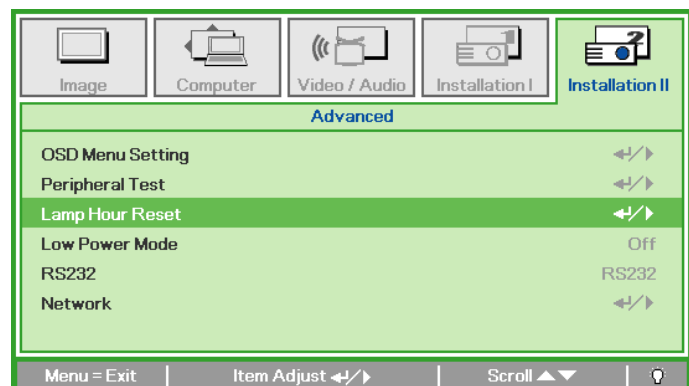 Image Computer Video / Audio Installation I Installation II
Advanced
OSD Menu Setting
Peripheral Test
Lamp Hour Reset
Low Power Mode Off
RS232 RS232
Network
Menu = Exit Item Adjust Scroll